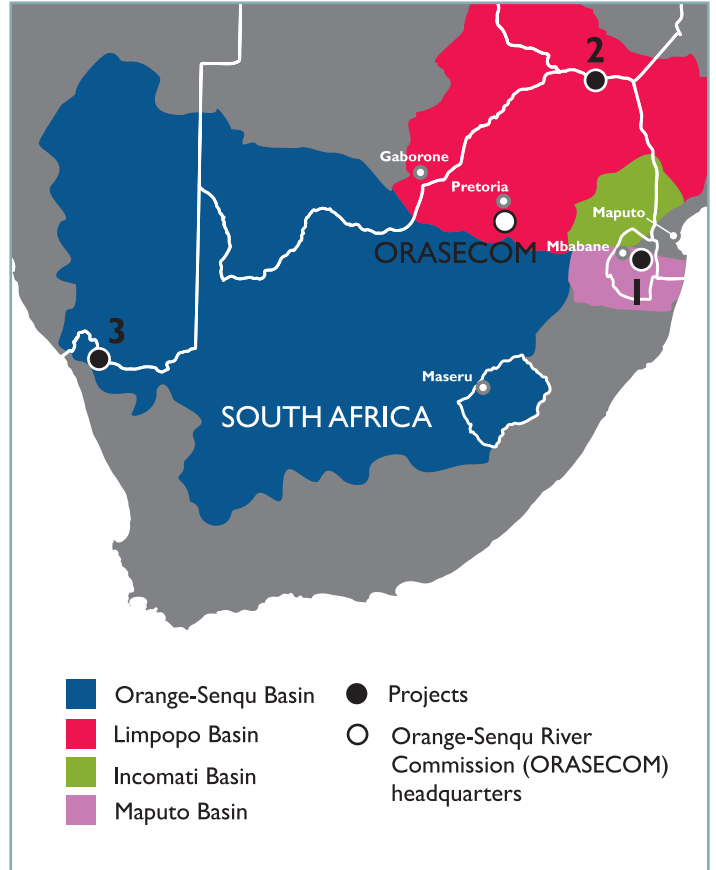 2
Gaborone
Pretoria
Maputo
ORASECOM
Mbabane
1
3
Maseru
SOUTH AFRICA
Orange-Senqu Basin
Limpopo Basin
Incomati Basin
Maputo Basin
Projects
Orange-Senqu River
Commission (ORASECOM)
headquarters